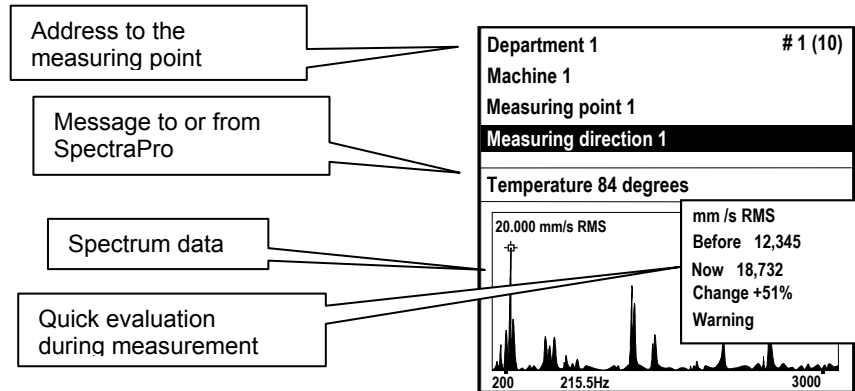 Address to the
measuring point
Message to or from
SpectraPro
Spectrum data
Quick evaluation
during measurement
Department 1 # 1 (10)
Machine 1
Measuring point 1
Measuring direction 1
Temperature 84 degrees
20.000 mm/s RMS
mm /s RMS
Before 12,345
Now 18,732
Change +51%
Warning
200 215.5Hz 3000